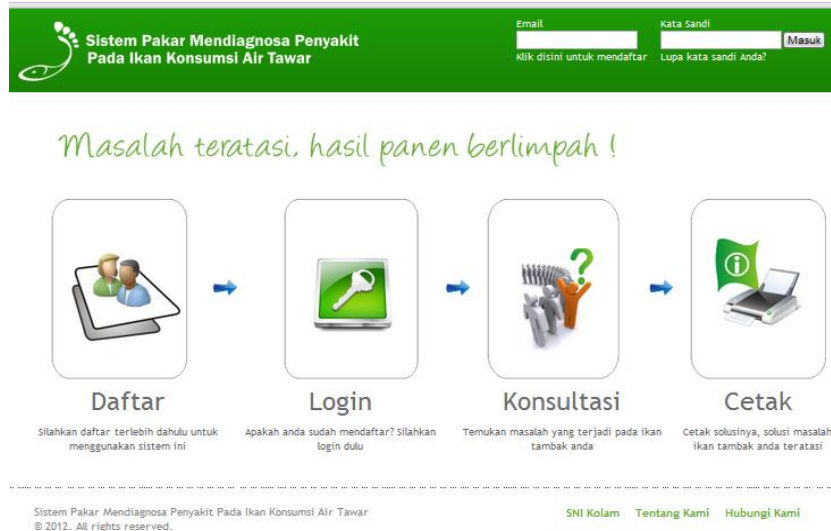 Sistem Pakar Mendiagnosa Penyakit
Pada Ikan Konsumsi Air Tawar
Email
Kata Sandi
Masuk
Klik disini untuk mendaftar
Lupa kata sandi Anda?
Masalah teratasi, hasil panen berlimpah !
Daftar
Silahkan daftar terlebih dahulu untuk
menggunakan sistem ini
Login
Apakah anda sudah mendaftar? Silahkan
login dulu
Konsultasi
Temukan masalah yang terjadi pada ikan
tambak anda
Cetak
Cetak solusinya, solusi masalah
ikan tambak anda teratasi
Sistem Pakar Mendiagnosa Penyakit Pada Ikan Konsumsi Air Tawar
© 2012. All rights reserved.
SNI Kolam Tentang Kami Hubungi Kami